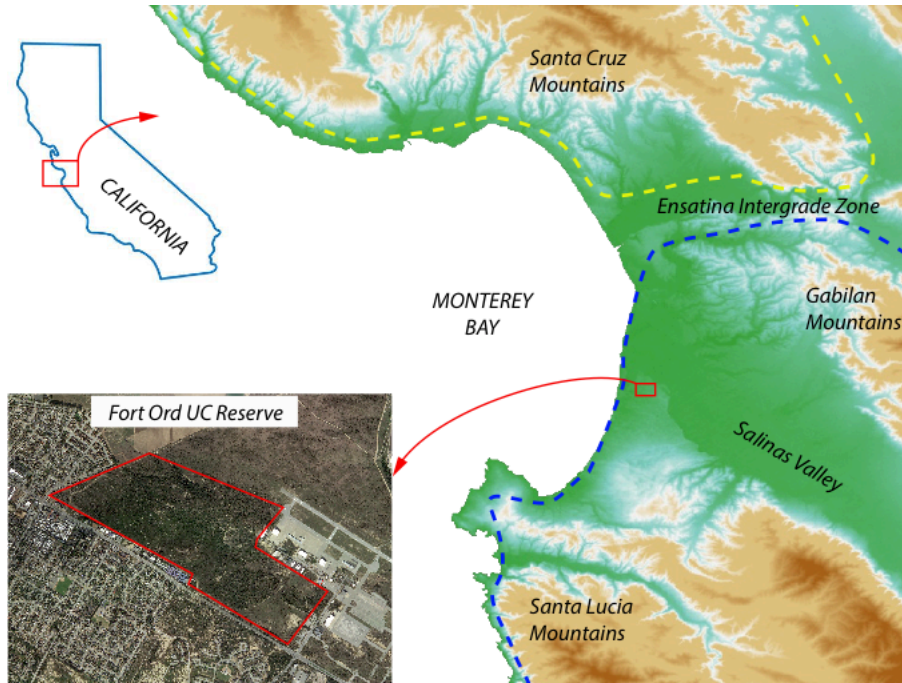 Santa Cruz
Mountains
CALIFORNIA
Ensatina Intergrade Zone
MONTEREY
BAY
Gabilan
Mountains
Fort Ord UC Reserve
Salinas Valley
Santa Lucia
Mountains